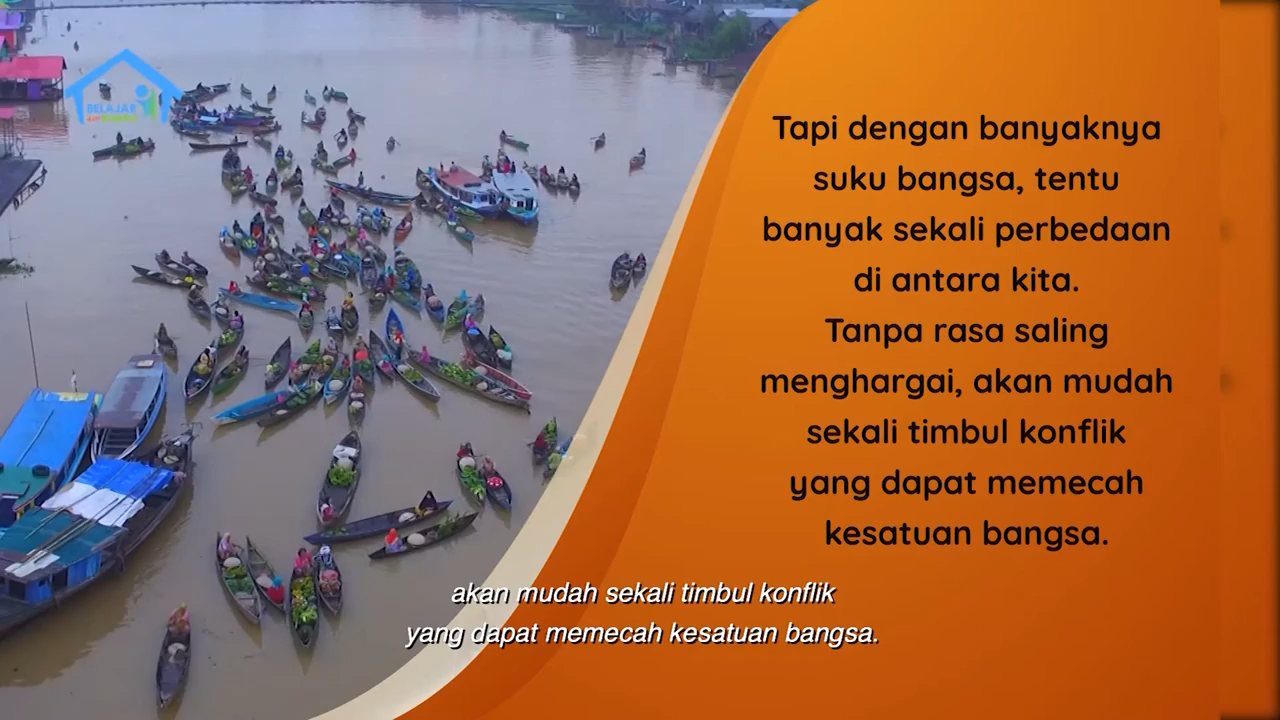 BELAJAR
Tapi dengan banyaknya
suku bangsa, tentu
banyak sekali perbedaan
di antara kita.
Tanpa rasa saling
menghargai, akan mudah
sekali timbul konflik
yang dapat memecah
kesatuan bangsa.
akan mudah sekali timbul konflik
yang dapat memecah kesatuan bangsa.